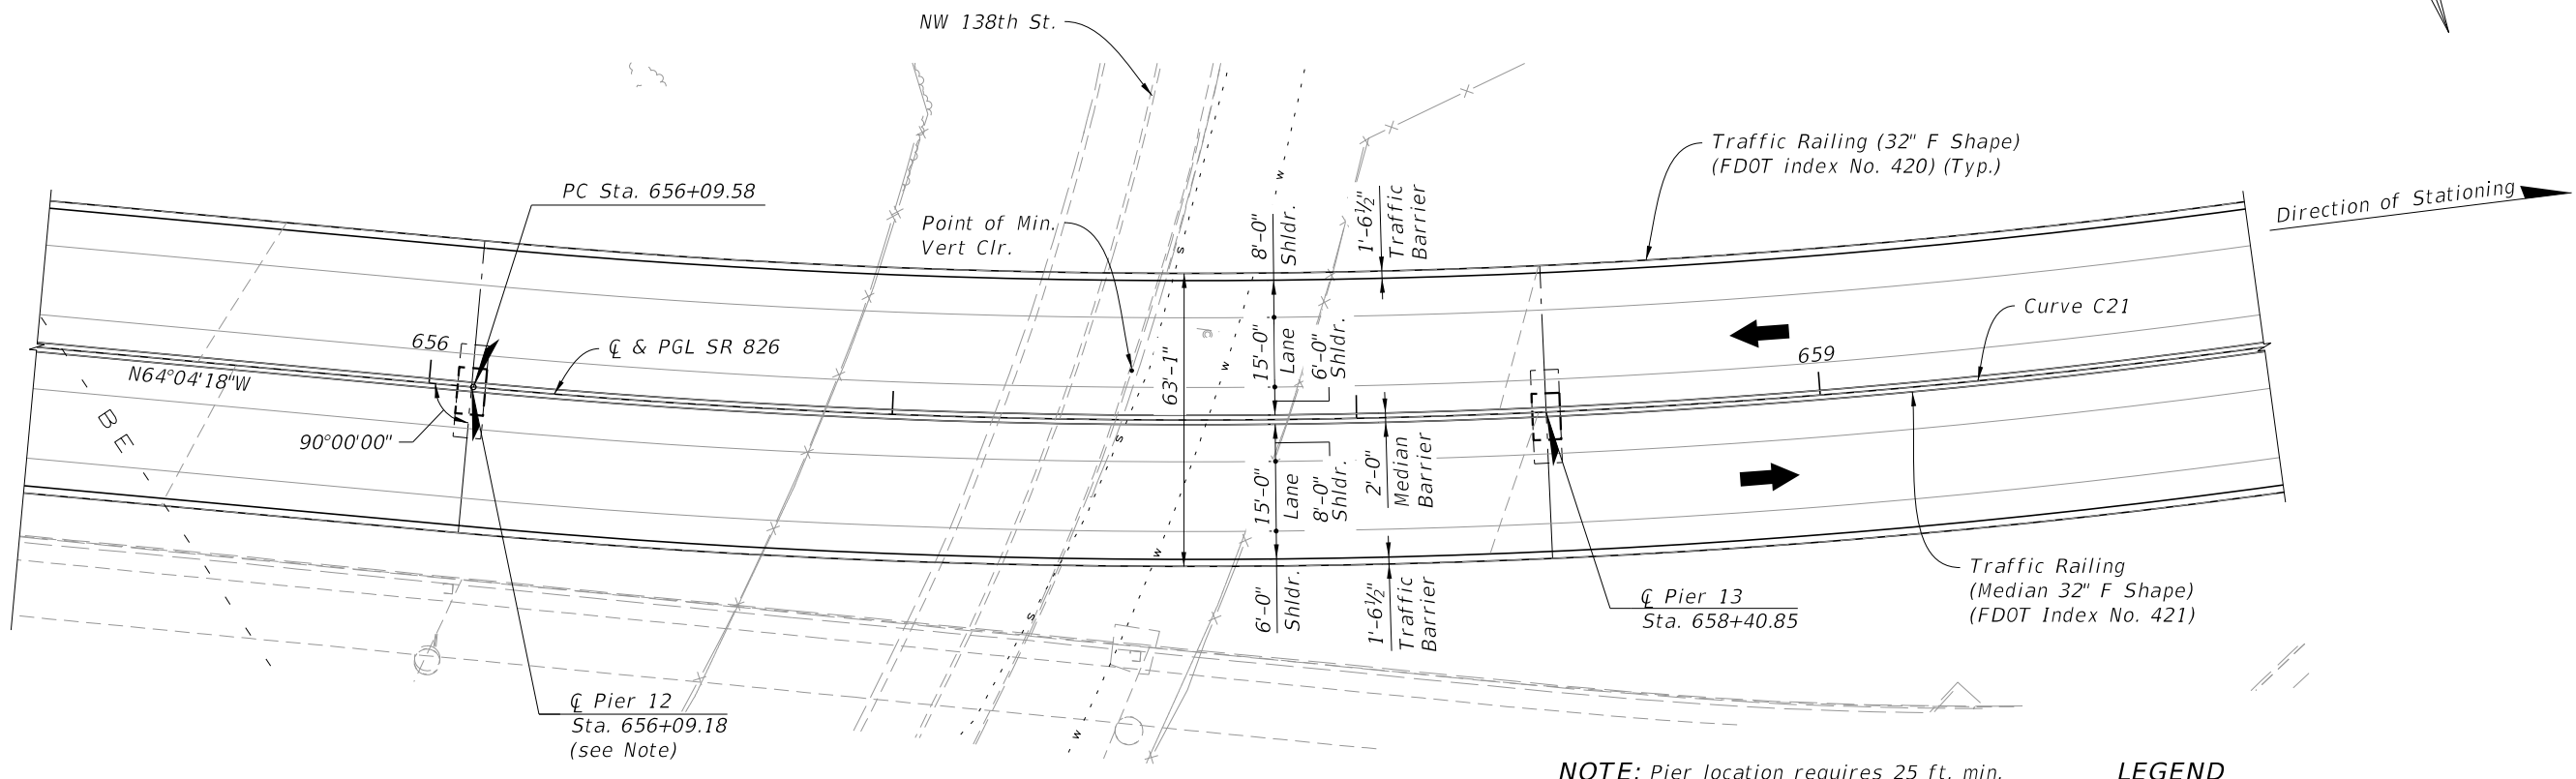 NW 138th St.
Traffic Railing (32" F Shape)
(FDOT index No. 420) (Typ.)
Direction of Stationing
PC Sta. 656+09.58
Point of Min.
Vert Clr.
8'-0"
Shldr.
1'-6½"
Traffic
Barrier
Curve C21
656
℄ & PGL SR 826
N64°04'18"W
63'-1"
15'-0"
Lane
6'-0"
Shldr.
659
BE
90°00'00"
15'-0"
Lane
8'-0"
Shldr.
2'-0"
Median
Barrier
6'-0"
Shldr.
1'-6½"
Traffic
Barrier
℄ Pier 13
Sta. 658+40.85
Traffic Railing
(Median 32" F Shape)
(FDOT Index No. 421)
℄ Pier 12
Sta. 656+09.18
(see Note)
S
S
S
W
W
W
W
NOTE: Pier location requires 25 ft. min.
LEGEND